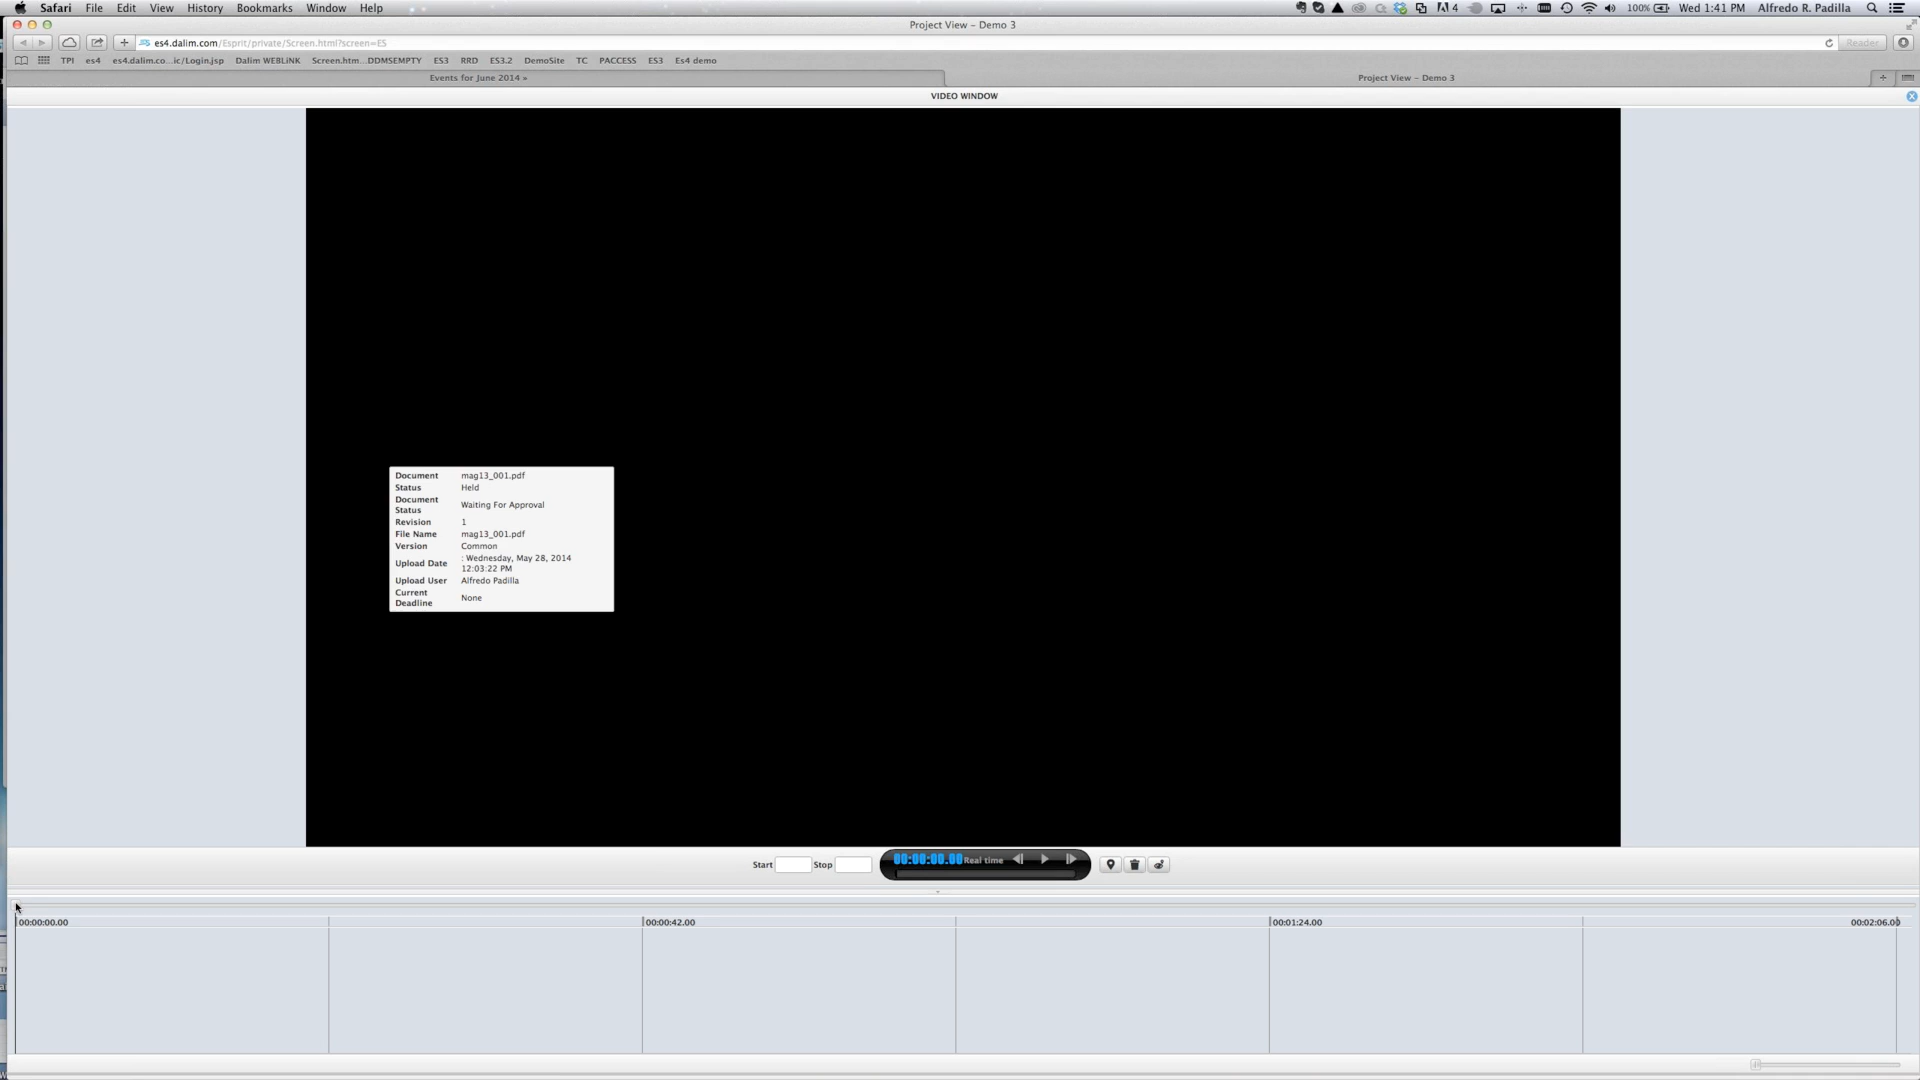 Safari File Edit View History Bookmarks Window Help 4 100% Wed 1:41 PM Alfredo R. Padilla
Project View – Demo 3
es4.dalim.com/Esprit/private/Screen.html?screen=ES Reader
TPI es4 es4.dalim.co...ic/Login.jsp Dalim WEBLiNK Screen.htm...DDMSEMPTY ES3 RRD ES3.2 DemoSite TC PACCESS ES3 Es4 demo
Events for June 2014 » Project View – Demo 3
VIDEO WINDOW
Document mag13_001.pdf
Status Held
Document Status Waiting For Approval
Revision 1
File Name mag13_001.pdf
Version Common
Upload Date : Wednesday, May 28, 2014 12:03:22 PM
Upload User Alfredo Padilla
Current Deadline None
Start Stop 00:00:00.00 Real time
00:00:00.00 00:00:42.00 00:01:24.00 00:02:06.00